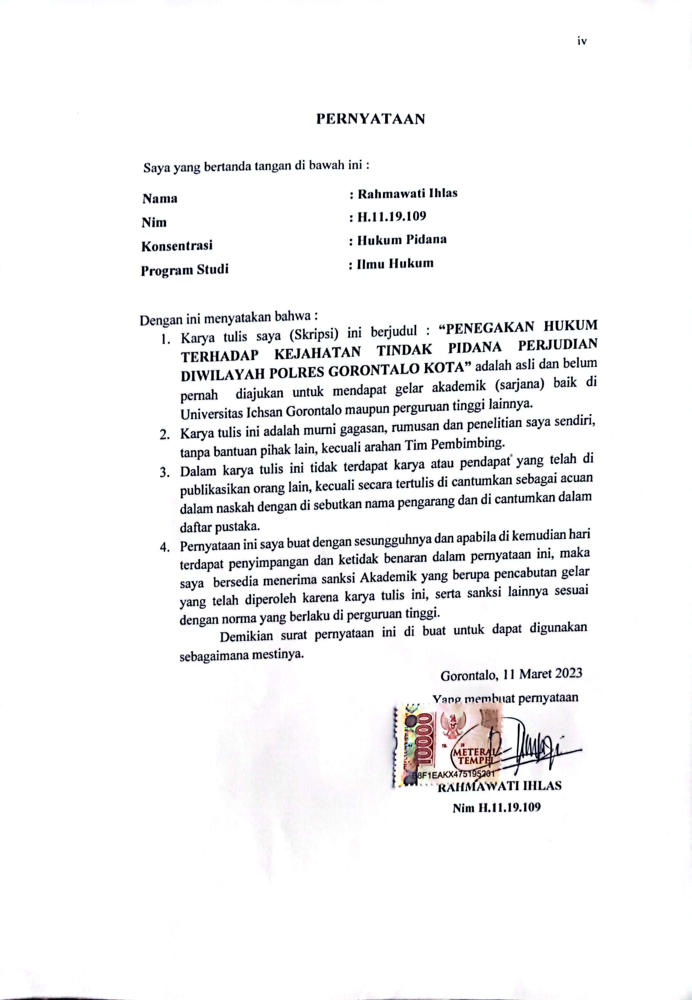 iv
PERNYATAAN
Saya yang bertanda tangan di bawah ini :
Nama : Rahmawati Ihlas
Nim : H.11.19.109
Konsentrasi : Hukum Pidana
Program Studi : Ilmu Hukum
Dengan ini menyatakan bahwa :
1. Karya tulis saya (Skripsi) ini berjudul : “PENEGAKAN HUKUM
TERHADAP KEJAHATAN TINDAK PIDANA PERJUDIAN
DIWILAYAH POLRES GORONTALO KOTA” adalah asli dan belum
pernah diajukan untuk mendapat gelar akademik (sarjana) baik di
Universitas Ichsan Gorontalo maupun perguruan tinggi lainnya.
2. Karya tulis ini adalah murni gagasan, rumusan dan penelitian saya sendiri,
tanpa bantuan pihak lain, kecuali arahan Tim Pembimbing.
3. Dalam karya tulis ini tidak terdapat karya atau pendapat yang telah di
publikasikan orang lain, kecuali secara tertulis di cantumkan sebagai acuan
dalam naskah dengan di sebutkan nama pengarang dan di cantumkan dalam
daftar pustaka.
4. Pernyataan ini saya buat dengan sesungguhnya dan apabila di kemudian hari
terdapat penyimpangan dan ketidak benaran dalam pernyataan ini, maka
saya bersedia menerima sanksi Akademik yang berupa pencabutan gelar
yang telah diperoleh karena karya tulis ini, serta sanksi lainnya sesuai
dengan norma yang berlaku di perguruan tinggi.
Demikian surat pernyataan ini di buat untuk dapat digunakan
sebagaimana mestinya.
Gorontalo, 11 Maret 2023
Yang membuat pernyataan
10000
TGL 20
METERAI
TEMPEL
B8F1EAKX475195201
RAHMAWATI IHLAS
Nim H.11.19.109